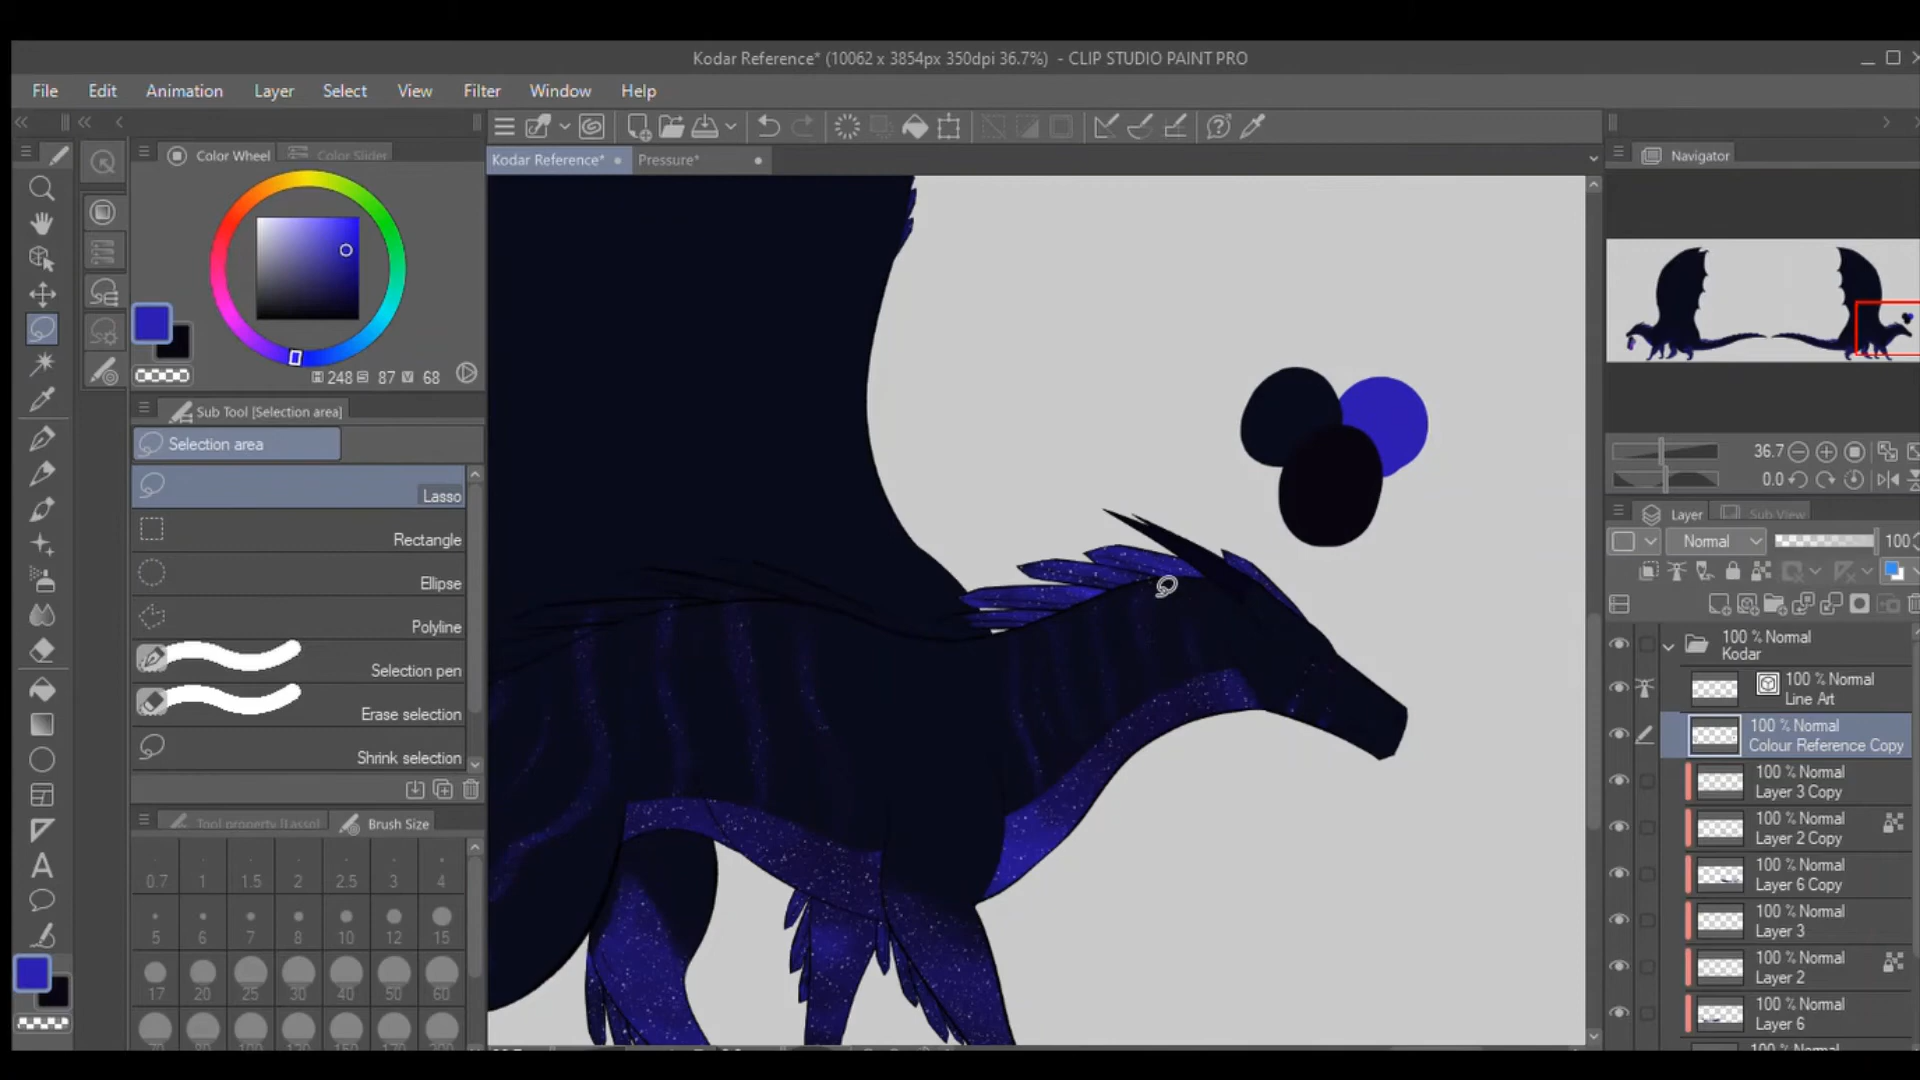 Kodar Reference* (10062 x 3854px 350dpi 36.7%) - CLIP STUDIO PAINT PRO
File Edit Animation Layer Select View Filter Window Help
Color Wheel Color Slider
Kodar Reference* Pressure*
Navigator
H 248 S 87 V 68
Sub Tool [Selection area]
Selection area
Lasso
Rectangle
Ellipse
Polyline
Selection pen
Erase selection
Shrink selection
Tool property [Lasso] Brush Size
0.7 1 1.5 2 2.5 3 4
5 6 7 8 10 12 15
17 20 25 30 40 50 60
36.7
0.0
Layer Sub View
Normal 100
100 % Normal
Kodar
100 % Normal
Line Art
100 % Normal
Colour Reference Copy
100 % Normal
Layer 3 Copy
100 % Normal
Layer 2 Copy
100 % Normal
Layer 6 Copy
100 % Normal
Layer 3
100 % Normal
Layer 2
100 % Normal
Layer 6